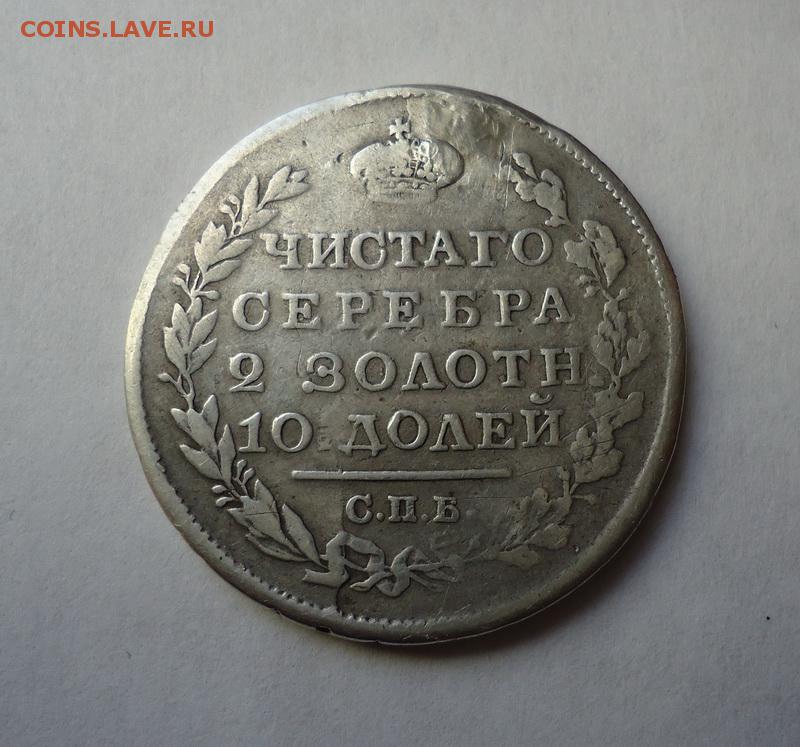 COINS.LAVE.RU
ЧИСТАГО
СЕРЕБРА
2 ЗОЛОТН
10 ДОЛЕЙ
С.П.Б.